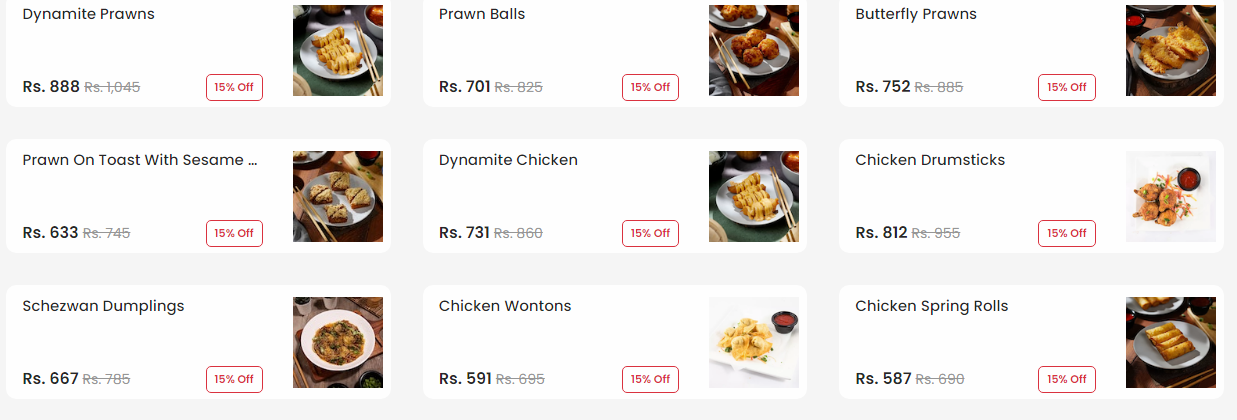 Dynamite Prawns
Rs. 888 Rs. 1,045 15% Off
Prawn Balls
Rs. 701 Rs. 825 15% Off
Butterfly Prawns
Rs. 752 Rs. 885 15% Off
Prawn On Toast With Sesame ...
Rs. 633 Rs. 745 15% Off
Dynamite Chicken
Rs. 731 Rs. 860 15% Off
Chicken Drumsticks
Rs. 812 Rs. 955 15% Off
Schezwan Dumplings
Rs. 667 Rs. 785 15% Off
Chicken Wontons
Rs. 591 Rs. 695 15% Off
Chicken Spring Rolls
Rs. 587 Rs. 690 15% Off